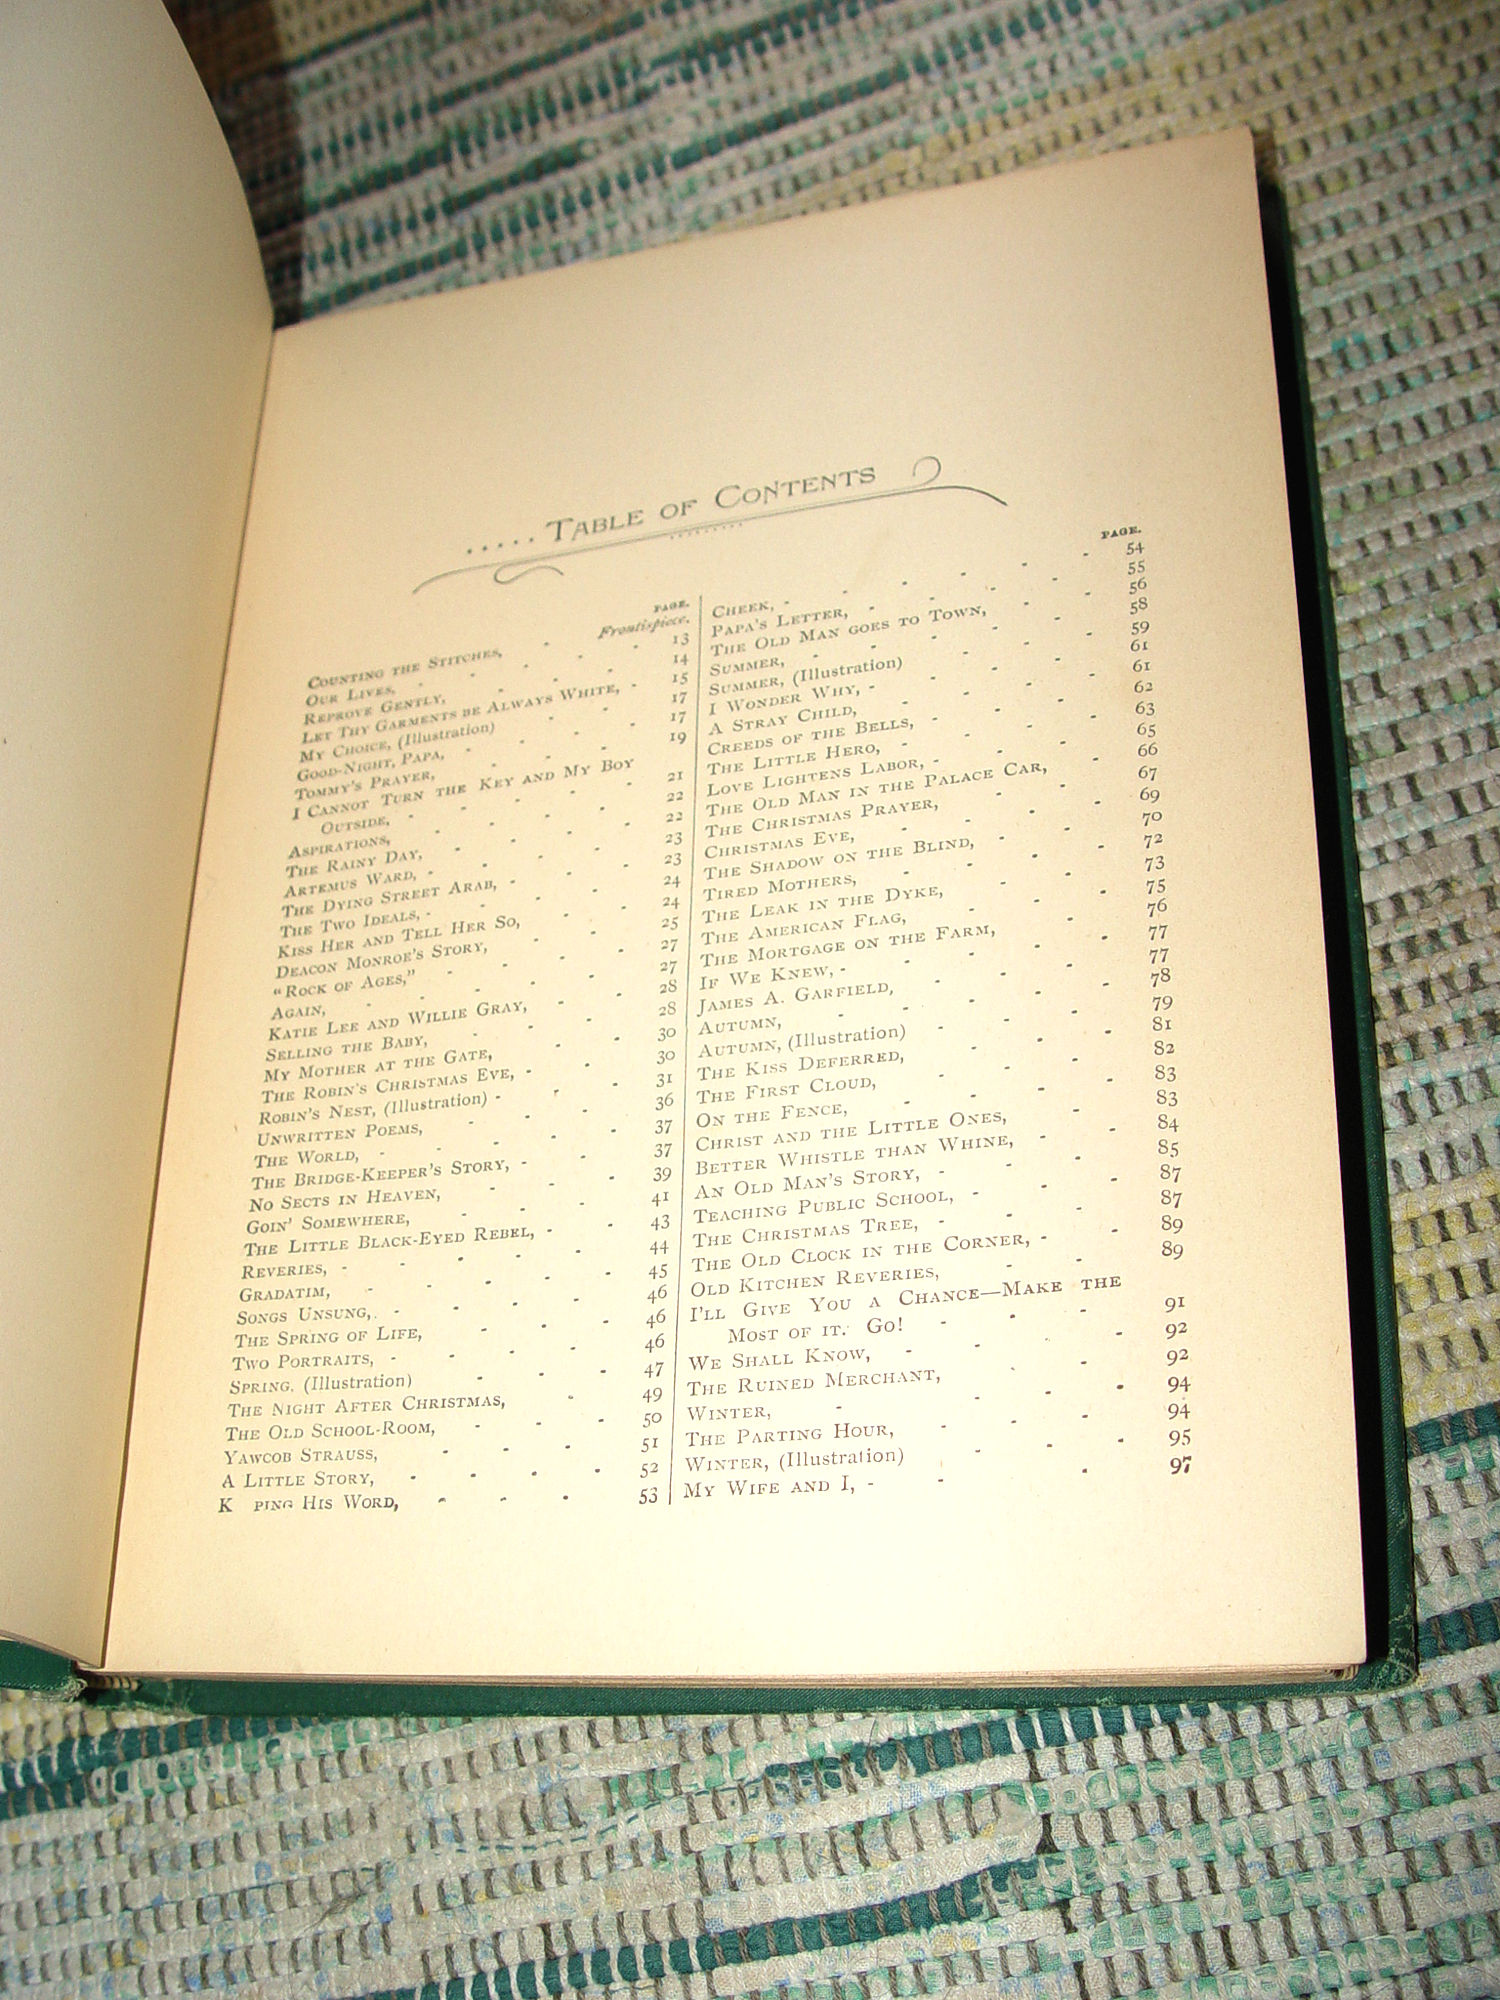 ..... Table of Contents
PAGE.
Counting the Stitches, - Frontispiece.
Our Lives, - - - - 13
Reprove Gently, - - - 14
Let Thy Garments be Always White, - 15
My Choice, (Illustration) - - 17
Good-Night, Papa, - - - 17
Tommy's Prayer, - - - 19
I Cannot Turn the Key and My Boy
Outside, - - - - 21
Aspirations, - - - - 22
The Rainy Day, - - - 22
Artemus Ward, - - - - 23
The Dying Street Arab, - - - 23
The Two Ideals, - - - - 24
Kiss Her and Tell Her So, - - 24
Deacon Monroe's Story, - - - 25
"Rock of Ages," - - - - 27
Again, - - - - 27
Katie Lee and Willie Gray, - - 28
Selling the Baby, - - - 28
My Mother at the Gate, - - 30
The Robin's Christmas Eve, - - 30
Robin's Nest, (Illustration) - - - 31
Unwritten Poems, - - - 36
The World, - - - - 37
The Bridge-Keeper's Story, - - 37
No Sects in Heaven, - - - 39
Goin' Somewhere, - - - 41
The Little Black-Eyed Rebel, - - 43
Reveries, - - - - 44
Gradatim, - - - - 45
Songs Unsung, - - - - 46
The Spring of Life, - - - 46
Two Portraits, - - - - 46
Spring, (Illustration) - - 47
The Night After Christmas, - 49
The Old School-Room, - - - 50
Yawcob Strauss, - - - 51
A Little Story, - - - - 52
K ping His Word, - - - 53
PAGE.
Cheek, - - - - - - 54
Papa's Letter, - - - - 55
The Old Man goes to Town, - - 56
Summer, - - - - 58
Summer, (Illustration) - - - 59
I Wonder Why, - - - - 61
A Stray Child, - - - - 61
Creeds of the Bells, - - - 62
The Little Hero, - - - - 63
Love Lightens Labor, - - - 65
The Old Man in the Palace Car, - 66
The Christmas Prayer, - - 67
Christmas Eve, - - - - 69
The Shadow on the Blind, - - 70
Tired Mothers, - - - - 72
The Leak in the Dyke, - - 73
The American Flag, - - - 75
The Mortgage on the Farm, - - 76
If We Knew, - - - - 77
James A. Garfield, - - - 77
Autumn, - - - - 78
Autumn, (Illustration) - - - 79
The Kiss Deferred, - - - 81
The First Cloud, - - - 82
On the Fence, - - - - 83
Christ and the Little Ones, - 83
Better Whistle than Whine, - - 84
An Old Man's Story, - - - 85
Teaching Public School, - - - 87
The Christmas Tree, - - - 87
The Old Clock in the Corner, - - 89
Old Kitchen Reveries, - - 89
I'll Give You a Chance—Make the
Most of it. Go! - - - 91
We Shall Know, - - - 92
The Ruined Merchant, - 92
Winter, - - - - 94
The Parting Hour, - - - 94
Winter, (Illustration) - - - 95
My Wife and I, - - - 97